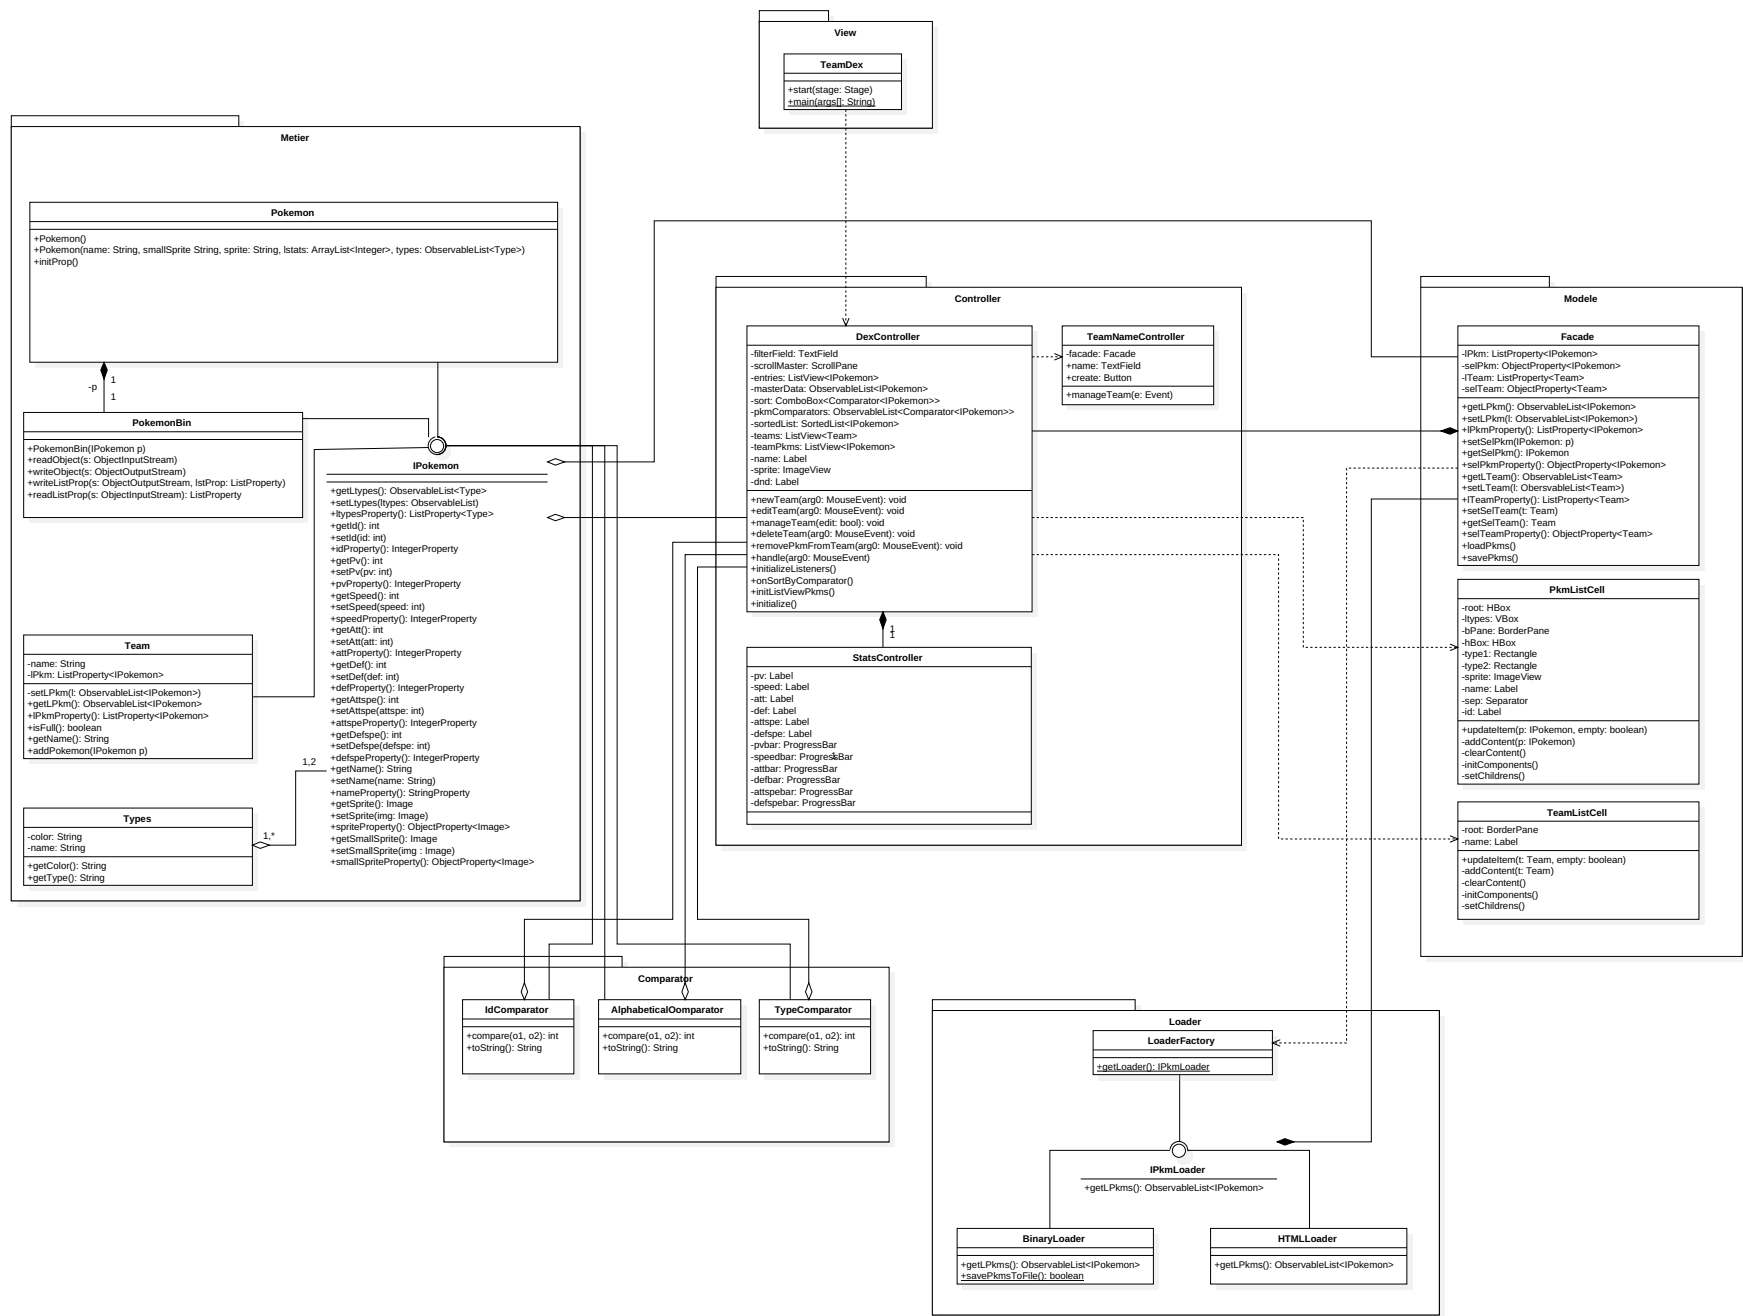 View
TeamDex
+start(stage: Stage)
+main(args[]: String)
Metier
Pokemon
+Pokemon()
+Pokemon(name: String, smallSprite String, sprite: String, lstats: ArrayList<Integer>, types: ObservableList<Type>)
+initProp()
-p
1
1
PokemonBin
+PokemonBin(IPokemon p)
+readObject(s: ObjectInputStream)
+writeObject(s: ObjectOutputStream)
+writeListProp(s: ObjectOutputStream, lstProp: ListProperty)
+readListProp(s: ObjectInputStream): ListProperty
IPokemon
+getLtypes(): ObservableList<Type>
+setLtypes(ltypes: ObservableList)
+ltypesProperty(): ListProperty<Type>
+getId(): int
+setId(id: int)
+idProperty(): IntegerProperty
+getPv(): int
+setPv(pv: int)
+pvProperty(): IntegerProperty
+getSpeed(): int
+setSpeed(speed: int)
+speedProperty(): IntegerProperty
+getAtt(): int
+setAtt(att: int)
+attProperty(): IntegerProperty
+getDef(): int
+setDef(def: int)
+defProperty(): IntegerProperty
+getAttspe(): int
+setAttspe(attspe: int)
+attspeProperty(): IntegerProperty
+getDefspe(): int
+setDefspe(defspe: int)
+defspeProperty(): IntegerProperty
+getName(): String
+setName(name: String)
+nameProperty(): StringProperty
+getSprite(): Image
+setSprite(img: Image)
+spriteProperty(): ObjectProperty<Image>
+getSmallSprite(): Image
+setSmallSprite(img : Image)
+smallSpriteProperty(): ObjectProperty<Image>
Team
-name: String
-lPkm: ListProperty<IPokemon>
-setLPkm(l: ObservableList<IPokemon>)
+getLPkm(): ObservableList<IPokemon>
+lPkmProperty(): ListProperty<IPokemon>
+isFull(): boolean
+getName(): String
+addPokemon(IPokemon p)
1,2
1,*
Types
-color: String
-name: String
+getColor(): String
+getType(): String
Controller
DexController
-filterField: TextField
-scrollMaster: ScrollPane
-entries: ListView<IPokemon>
-masterData: ObservableList<IPokemon>
-sort: ComboBox<Comparator<IPokemon>>
-pkmComparators: ObservableList<Comparator<IPokemon>>
-sortedList: SortedList<IPokemon>
-teams: ListView<Team>
-teamPkms: ListView<IPokemon>
-name: Label
-sprite: ImageView
-dnd: Label
+newTeam(arg0: MouseEvent): void
+editTeam(arg0: MouseEvent): void
+manageTeam(edit: bool): void
+deleteTeam(arg0: MouseEvent): void
+removePkmFromTeam(arg0: MouseEvent): void
+handle(arg0: MouseEvent)
+initializeListeners()
+onSortByComparator()
+initListViewPkms()
+initialize()
TeamNameController
-facade: Facade
+name: TextField
+create: Button
+manageTeam(e: Event)
1
1
StatsController
-pv: Label
-speed: Label
-att: Label
-def: Label
-attspe: Label
-defspe: Label
-pvbar: ProgressBar
-speedbar: ProgressBar
-attbar: ProgressBar
-defbar: ProgressBar
-attspebar: ProgressBar
-defspebar: ProgressBar
Modele
Facade
-lPkm: ListProperty<IPokemon>
-selPkm: ObjectProperty<IPokemon>
-lTeam: ListProperty<Team>
-selTeam: ObjectProperty<Team>
+getLPkm(): ObservableList<IPokemon>
+setLPkm(l: ObservableList<IPokemon>)
+lPkmProperty(): ListProperty<IPokemon>
+setSelPkm(IPokemon: p)
+getSelPkm(): IPokemon
+selPkmProperty(): ObjectProperty<IPokemon>
+getLTeam(): ObservableList<Team>
+setLTeam(l: ObersvableList<Team>)
+lTeamProperty(): ListProperty<Team>
+setSelTeam(t: Team)
+getSelTeam(): Team
+selTeamProperty(): ObjectProperty<Team>
+loadPkms()
+savePkms()
PkmListCell
-root: HBox
-ltypes: VBox
-bPane: BorderPane
-hBox: HBox
-type1: Rectangle
-type2: Rectangle
-sprite: ImageView
-name: Label
-sep: Separator
-id: Label
+updateItem(p: IPokemon, empty: boolean)
-addContent(p: IPokemon)
-clearContent()
-initComponents()
-setChildrens()
TeamListCell
-root: BorderPane
-name: Label
+updateItem(t: Team, empty: boolean)
-addContent(t: Team)
-clearContent()
-initComponents()
-setChildrens()
Comparator
IdComparator
+compare(o1, o2): int
+toString(): String
AlphabeticalOomparator
+compare(o1, o2): int
+toString(): String
TypeComparator
+compare(o1, o2): int
+toString(): String
Loader
LoaderFactory
+getLoader(): IPkmLoader
IPkmLoader
+getLPkms(): ObservableList<IPokemon>
BinaryLoader
+getLPkms(): ObservableList<IPokemon>
+savePkmsToFile(): boolean
HTMLLoader
+getLPkms(): ObservableList<IPokemon>